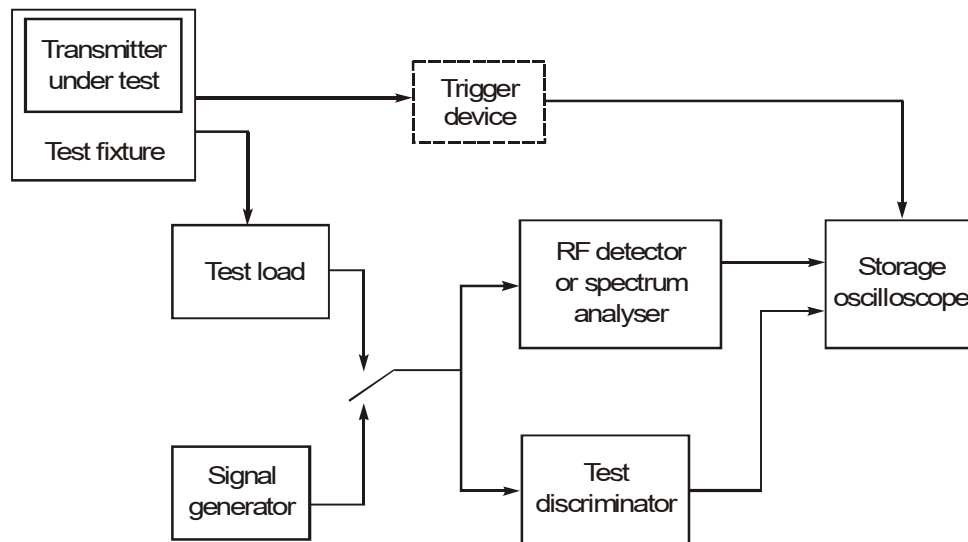 Transmitter
under test
Test fixture
Trigger
device
Test load
RF detector
or spectrum
analyser
Storage
oscilloscope
Signal
generator
Test
discriminator